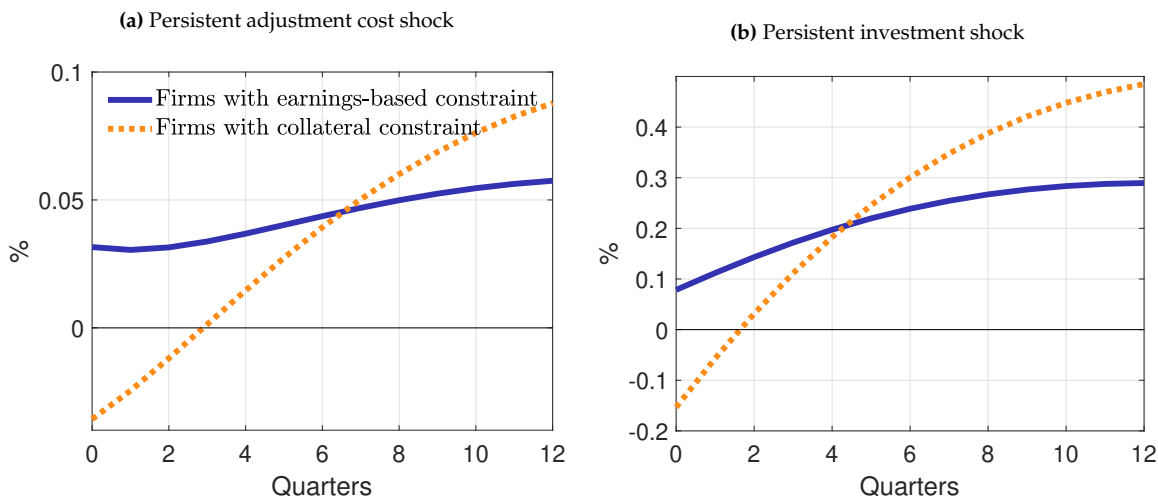 (a) Persistent adjustment cost shock
0.1
0.05
0
%
Firms with earnings-based constraint
Firms with collateral constraint
0 2 4 6 8 10 12
Quarters
(b) Persistent investment shock
0.4
0.3
0.2
0.1
0
-0.1
-0.2
%
0 2 4 6 8 10 12
Quarters